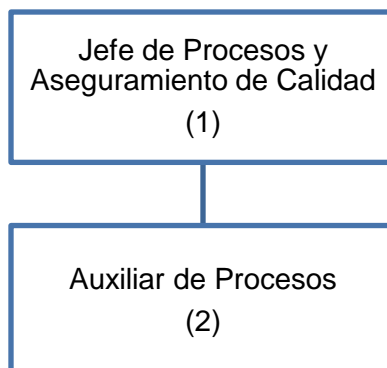 Jefe de Procesos y
Aseguramiento de Calidad
(1)
Auxiliar de Procesos
(2)